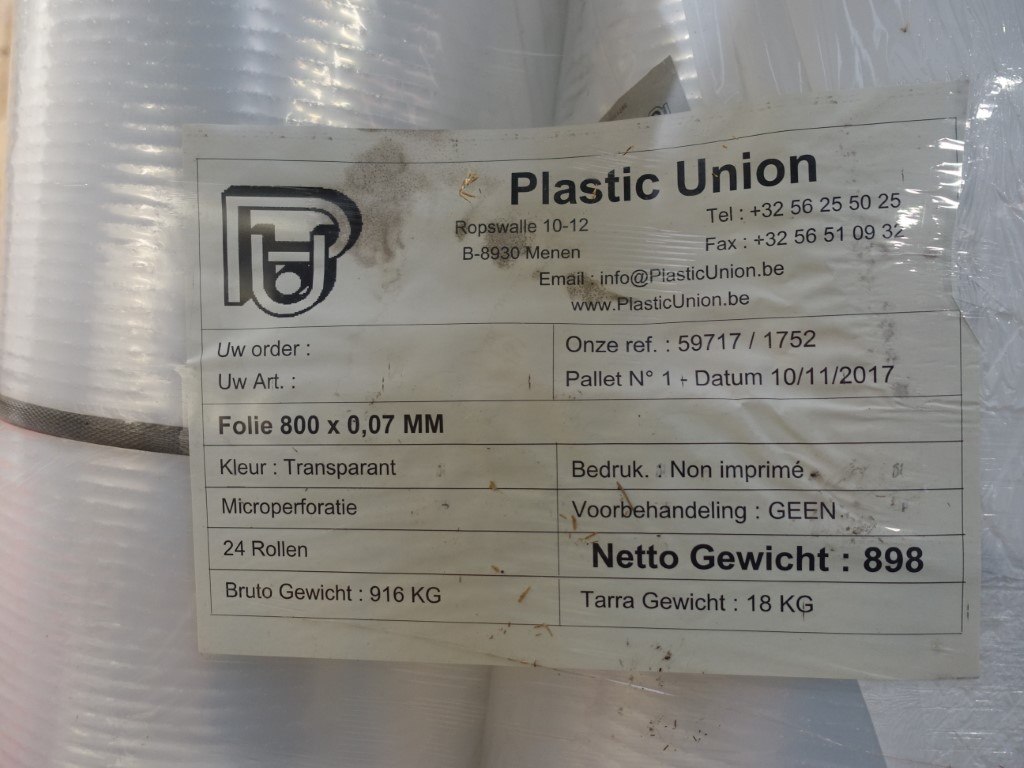 Plastic Union
Ropswalle 10-12
Tel : +32 56 25 50 25
B-8930 Menen
Fax : +32 56 51 09 32
Email : info@PlasticUnion.be
www.PlasticUnion.be
PU
Uw order :
Onze ref. : 59717 / 1752
Uw Art. :
Pallet N° 1 - Datum 10/11/2017
Folie 800 x 0,07 MM
Kleur : Transparant
Bedruk. : Non imprimé
Microperforatie
Voorbehandeling : GEEN
24 Rollen
Netto Gewicht : 898
Bruto Gewicht : 916 KG
Tarra Gewicht : 18 KG